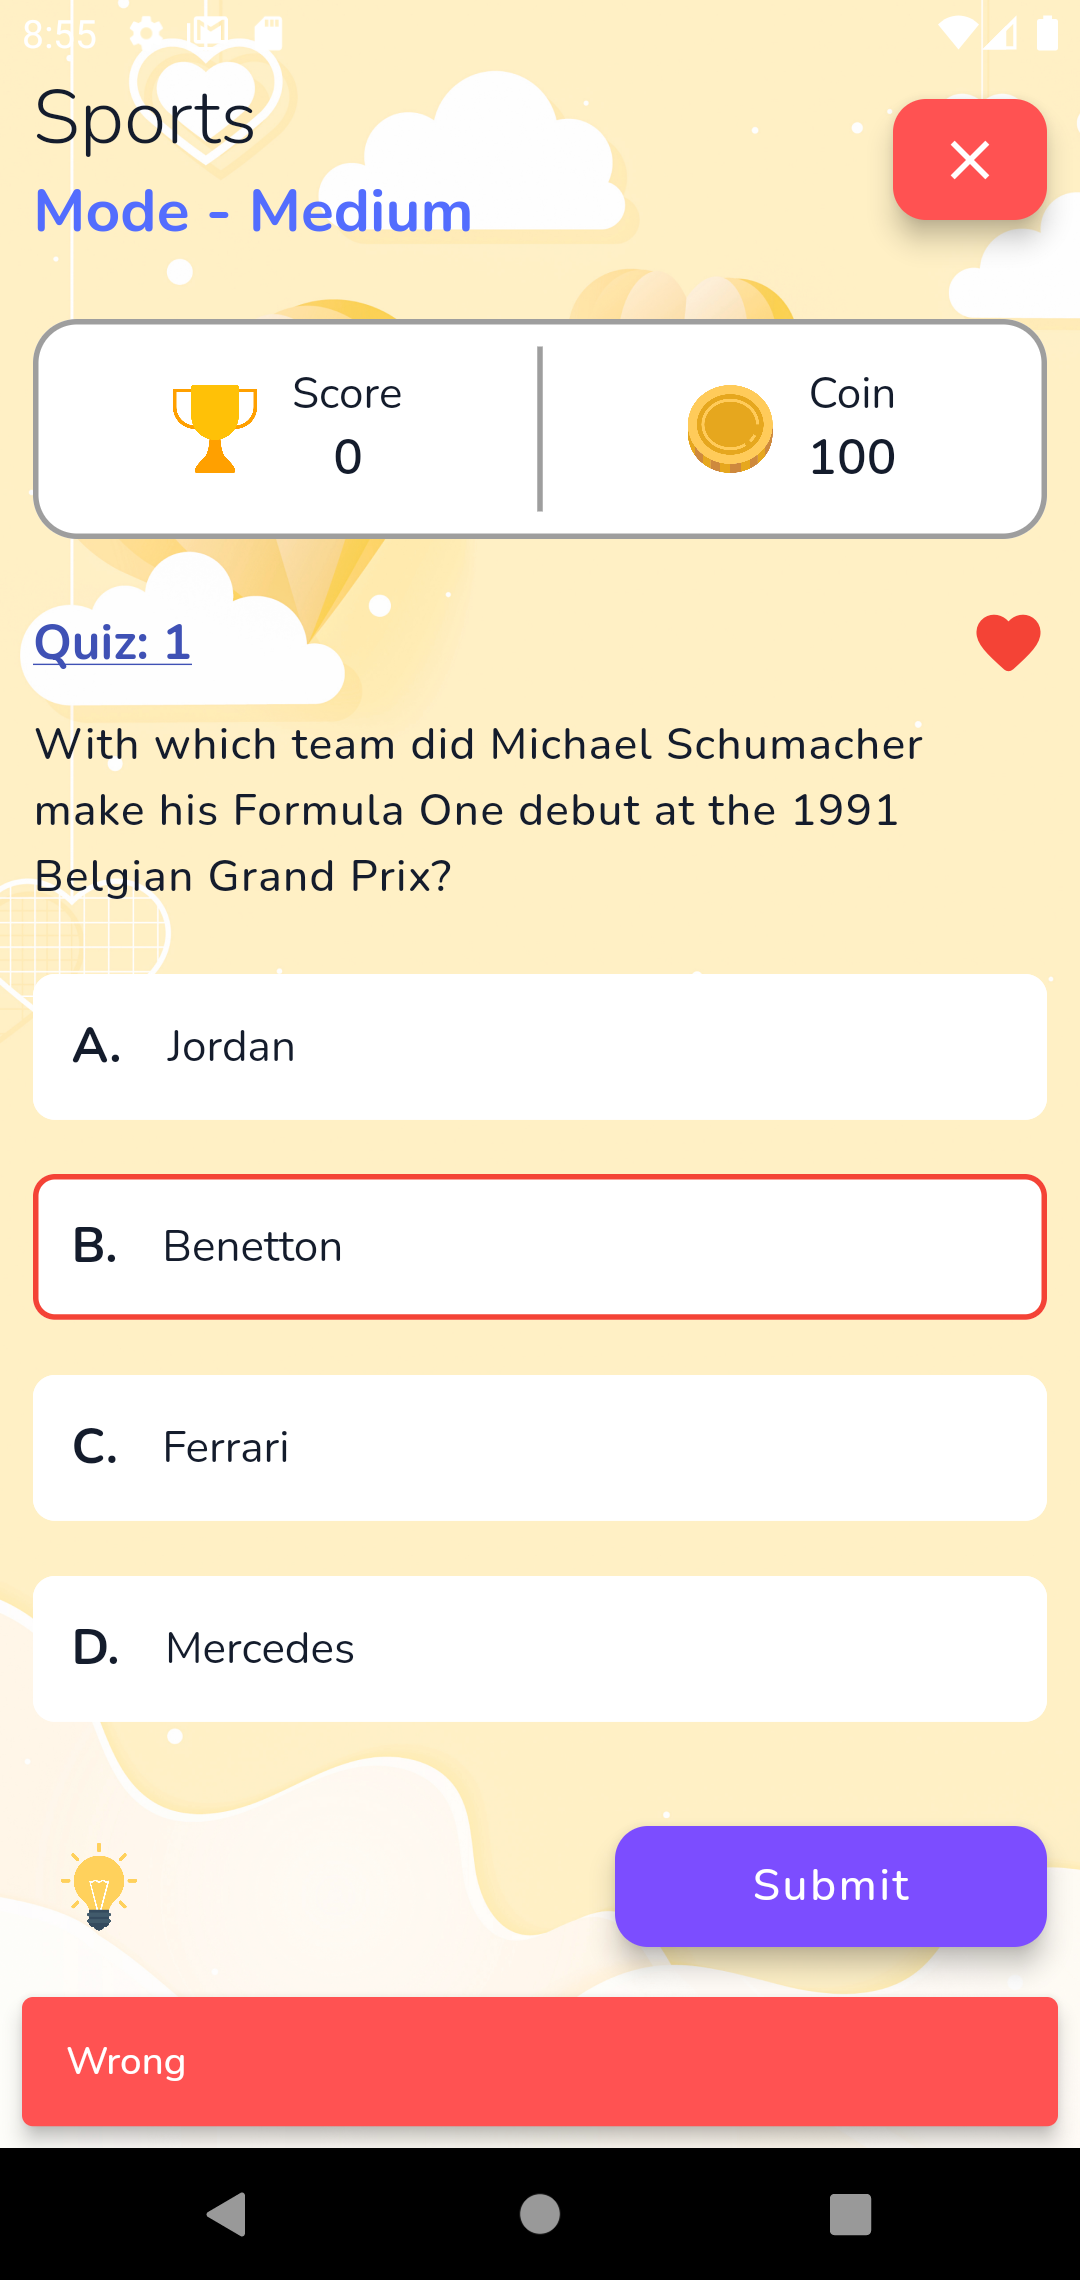 8:55
Sports
Mode - Medium
Score
0
Coin
100
Quiz: 1
With which team did Michael Schumacher
make his Formula One debut at the 1991
Belgian Grand Prix?
A. Jordan
B. Benetton
C. Ferrari
D. Mercedes
Submit
Wrong